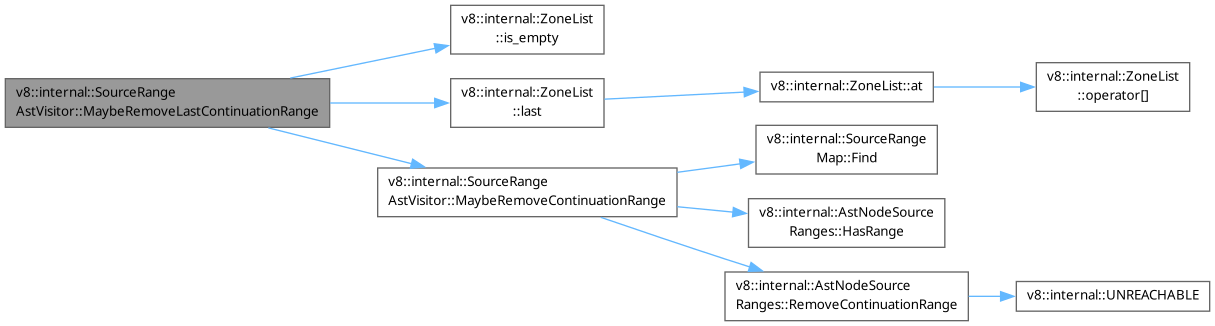 v8::internal::ZoneList
::is_empty
v8::internal::SourceRange
AstVisitor::MaybeRemoveLastContinuationRange
v8::internal::ZoneList
::last
v8::internal::ZoneList::at
v8::internal::ZoneList
::operator[]
v8::internal::SourceRange
Map::Find
v8::internal::SourceRange
AstVisitor::MaybeRemoveContinuationRange
v8::internal::AstNodeSource
Ranges::HasRange
v8::internal::AstNodeSource
Ranges::RemoveContinuationRange
v8::internal::UNREACHABLE